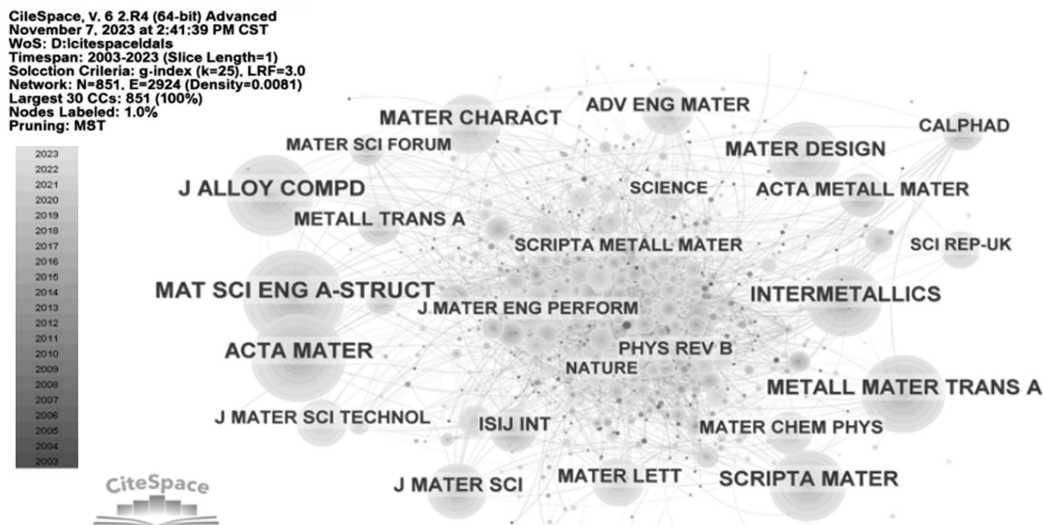 CiteSpace, v. 6 2.R4 (64-bit) Advanced
November 7, 2023 at 2:41:39 PM CST
WoS: D:lcitespaceldals
Timespan: 2003-2023 (Slice Length=1)
Solcction Crileria: g-index (k=25), LRF=3.0
Network: N=851, E=2924 (Density=0.0081)
Largest 30 CCs: 851 (100%)
Nodes Labeled: 1.0%
Pruning: MST
2023
2022
2021
2020
2019
2018
2017
2016
2015
2014
2013
2012
2011
2010
2009
2008
2007
2006
2005
2004
2003
CiteSpace
MATER CHARACT
ADV ENG MATER
CALPHAD
MATER SCI FORUM
MATER DESIGN
J ALLOY COMPD
SCIENCE
ACTA METALL MATER
METALL TRANS A
SCRIPTA METALL MATER
SCI REP-UK
MAT SCI ENG A-STRUCT
J MATER ENG PERFORM
INTERMETALLICS
ACTA MATER
PHYS REV B
NATURE
METALL MATER TRANS A
J MATER SCI TECHNOL
ISIJ INT
MATER CHEM PHYS
J MATER SCI
MATER LETT
SCRIPTA MATER